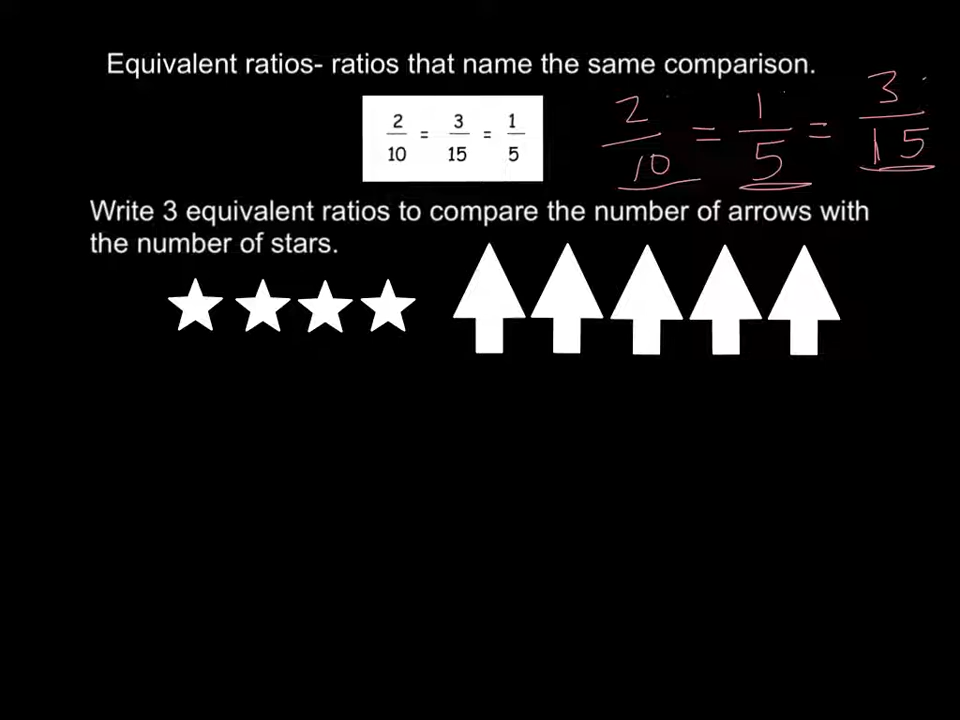 Equivalent ratios- ratios that name the same comparison.
2/10 = 3/15 = 1/5
2/10 = 1/5 = 3/15
Write 3 equivalent ratios to compare the number of arrows with
the number of stars.